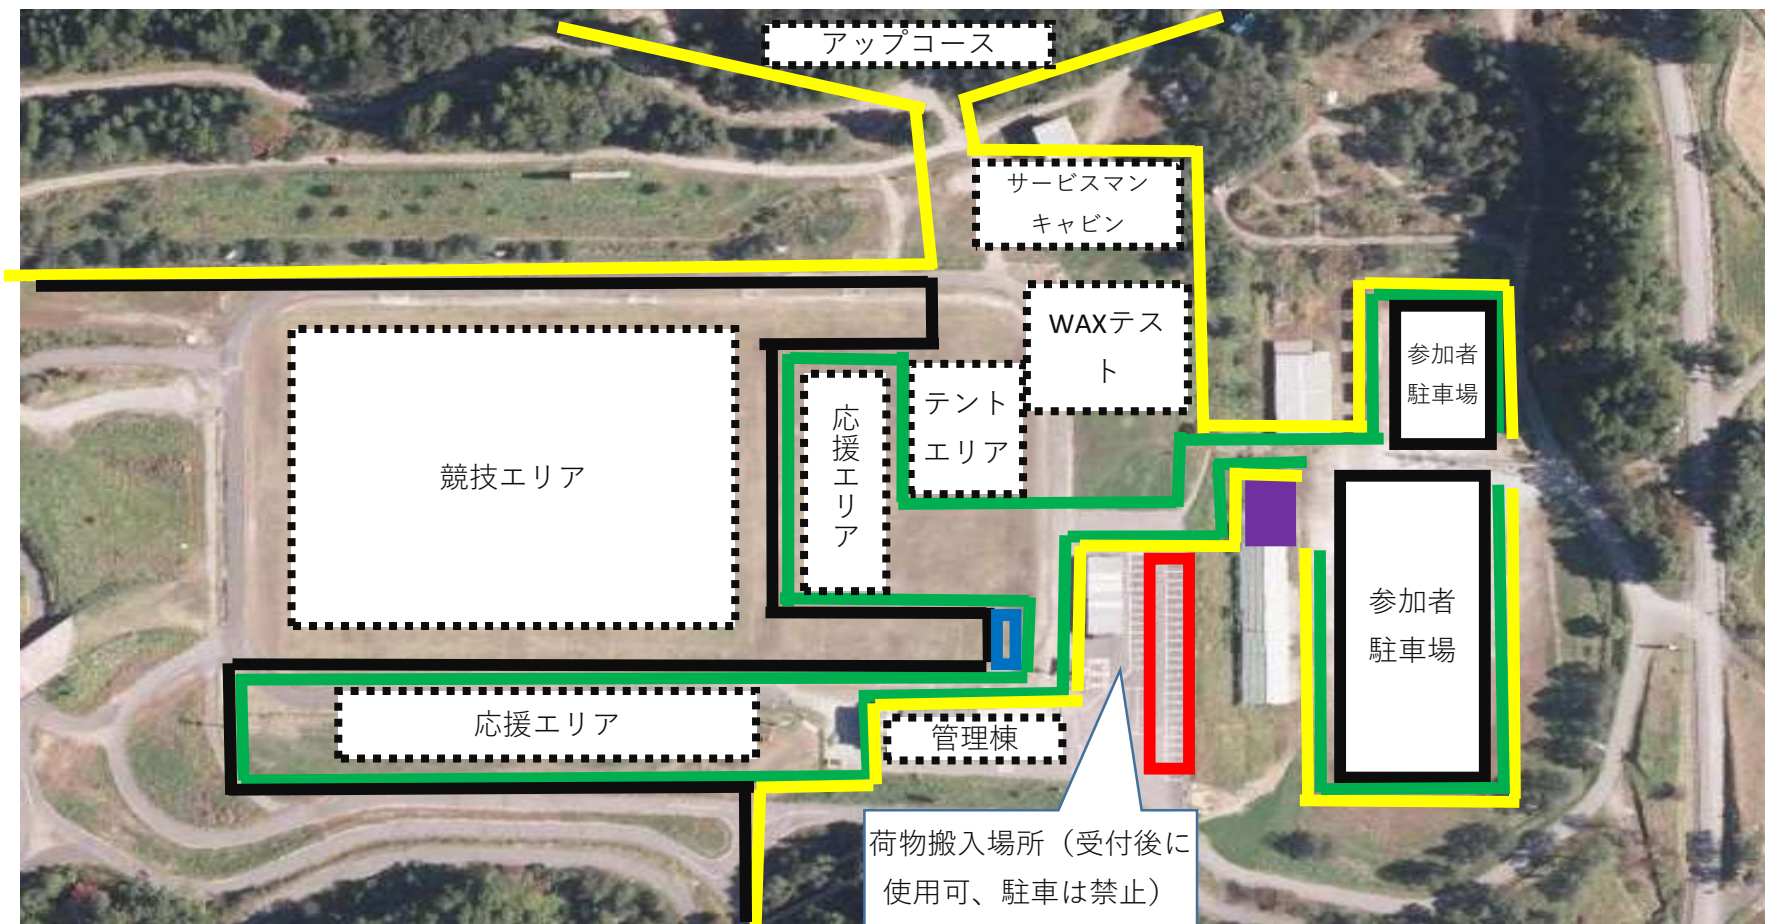 アップコース
サービスマン
キャビン
WAXテス
ト
参加者
駐車場
テント
エリア
応援エリア
競技エリア
参加者
駐車場
応援エリア
管理棟
荷物搬入場所（受付後に
使用可、駐車は禁止）